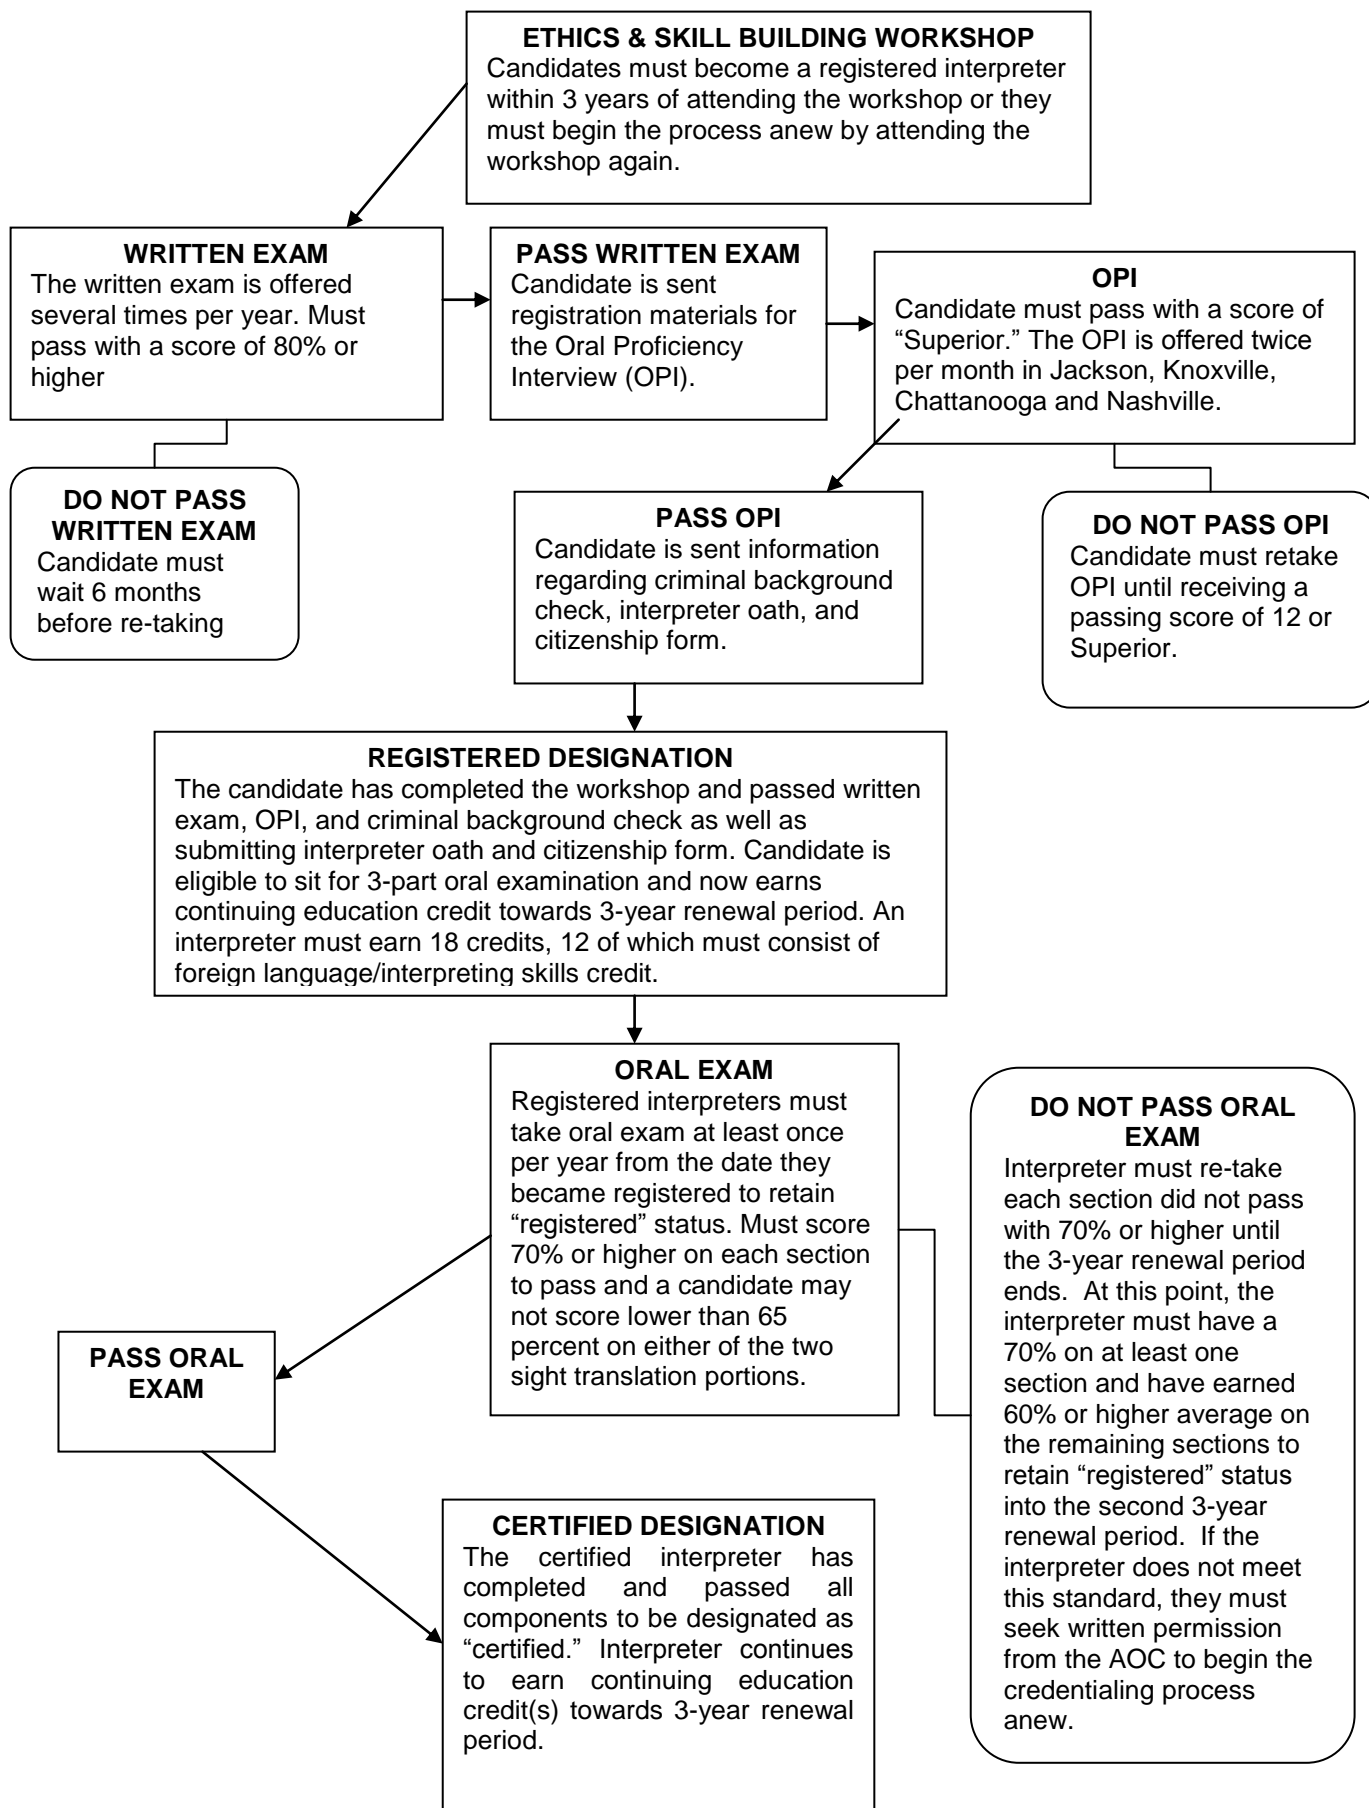 ETHICS & SKILL BUILDING WORKSHOP
Candidates must become a registered interpreter
within 3 years of attending the workshop or they
must begin the process anew by attending the
workshop again.
WRITTEN EXAM
The written exam is offered
several times per year. Must
pass with a score of 80% or
higher
PASS WRITTEN EXAM
Candidate is sent
registration materials for
the Oral Proficiency
Interview (OPI).
OPI
Candidate must pass with a score of
“Superior.” The OPI is offered twice
per month in Jackson, Knoxville,
Chattanooga and Nashville.
DO NOT PASS
WRITTEN EXAM
Candidate must
wait 6 months
before re-taking
PASS OPI
Candidate is sent information
regarding criminal background
check, interpreter oath, and
citizenship form.
DO NOT PASS OPI
Candidate must retake
OPI until receiving a
passing score of 12 or
Superior.
REGISTERED DESIGNATION
The candidate has completed the workshop and passed written
exam, OPI, and criminal background check as well as
submitting interpreter oath and citizenship form. Candidate is
eligible to sit for 3-part oral examination and now earns
continuing education credit towards 3-year renewal period. An
interpreter must earn 18 credits, 12 of which must consist of
foreign language/interpreting skills credit.
ORAL EXAM
Registered interpreters must
take oral exam at least once
per year from the date they
became registered to retain
“registered” status. Must score
70% or higher on each section
to pass and a candidate may
not score lower than 65
percent on either of the two
sight translation portions.
DO NOT PASS ORAL
EXAM
Interpreter must re-take
each section did not pass
with 70% or higher until
the 3-year renewal period
ends.  At this point, the
interpreter must have a
70% on at least one
section and have earned
60% or higher average on
the remaining sections to
retain “registered” status
into the second 3-year
renewal period.  If the
interpreter does not meet
this standard, they must
seek written permission
from the AOC to begin the
credentialing process
anew.
PASS ORAL
EXAM
CERTIFIED DESIGNATION
The certified interpreter has
completed and passed all
components to be designated as
“certified.” Interpreter continues
to earn continuing education
credit(s) towards 3-year renewal
period.